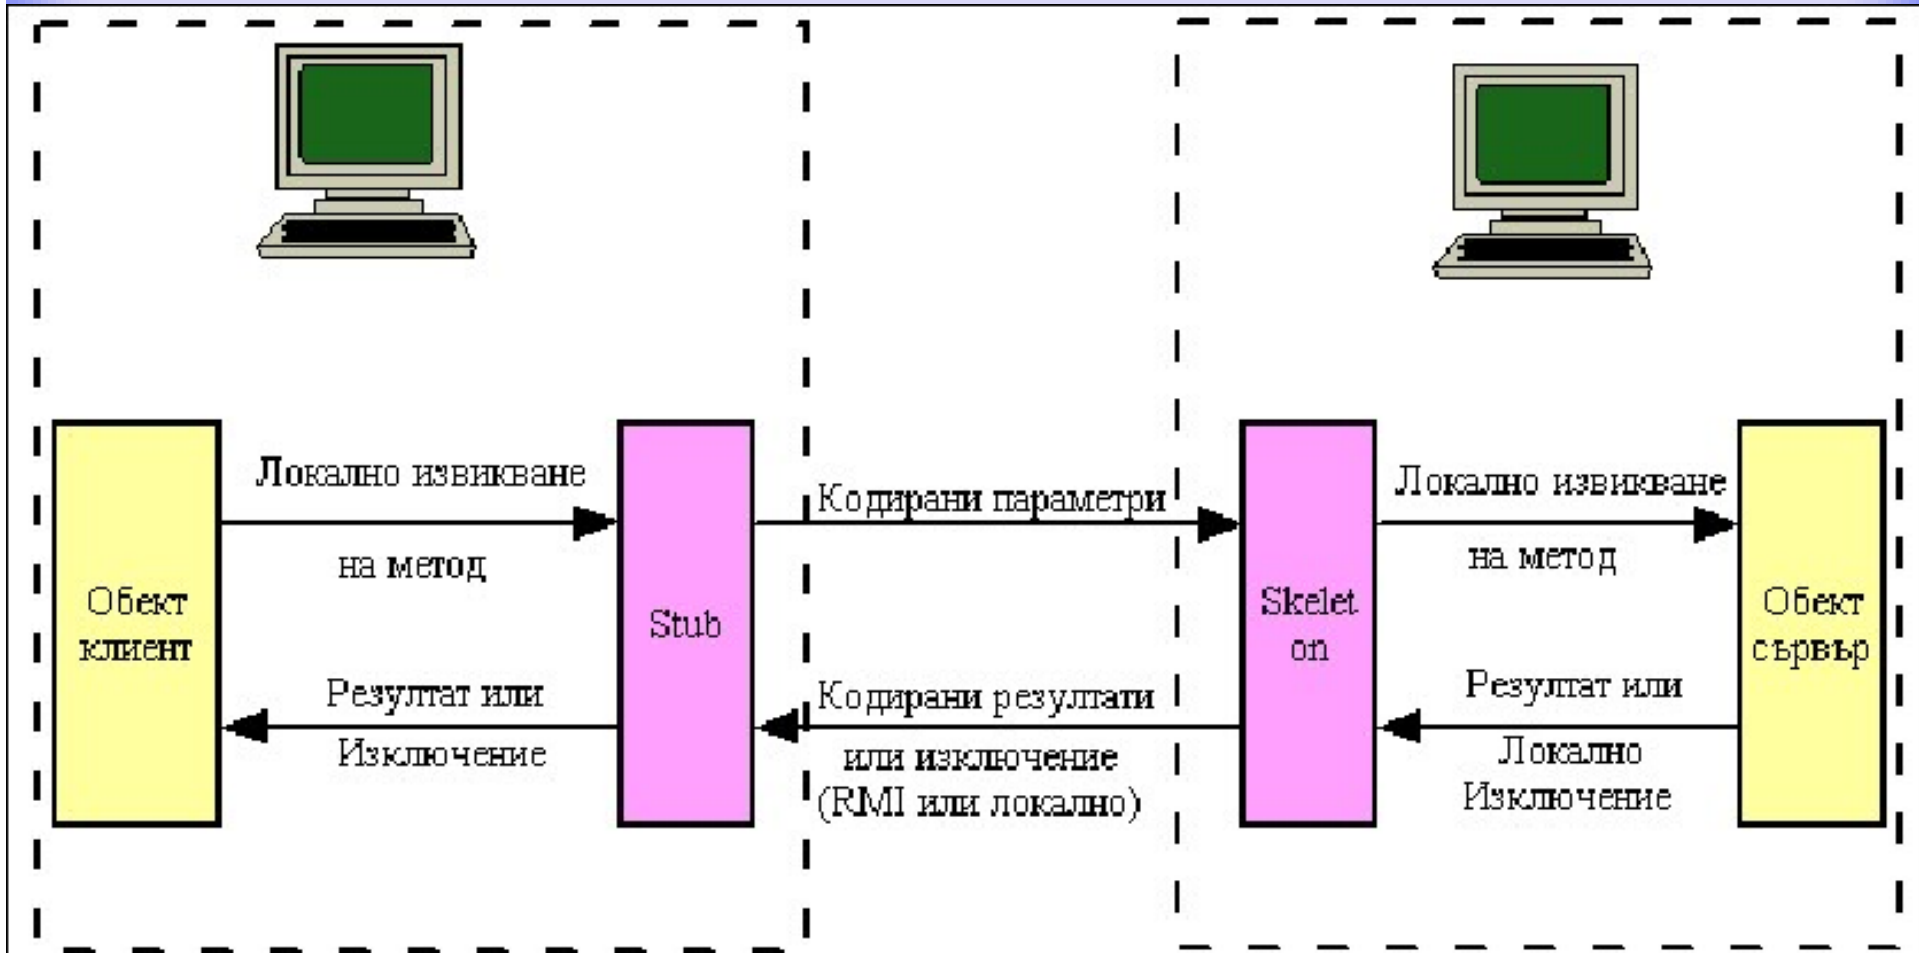 Локално извикване
на метод
Кодирани параметри
Локално извикване
на метод
Обект
клиент
Stub
Skelet
on
Обект
сървър
Резултат или
Изключение
Кодирани резултати
или изключение
(RMI или локално)
Резултат или
Локално
Изключение